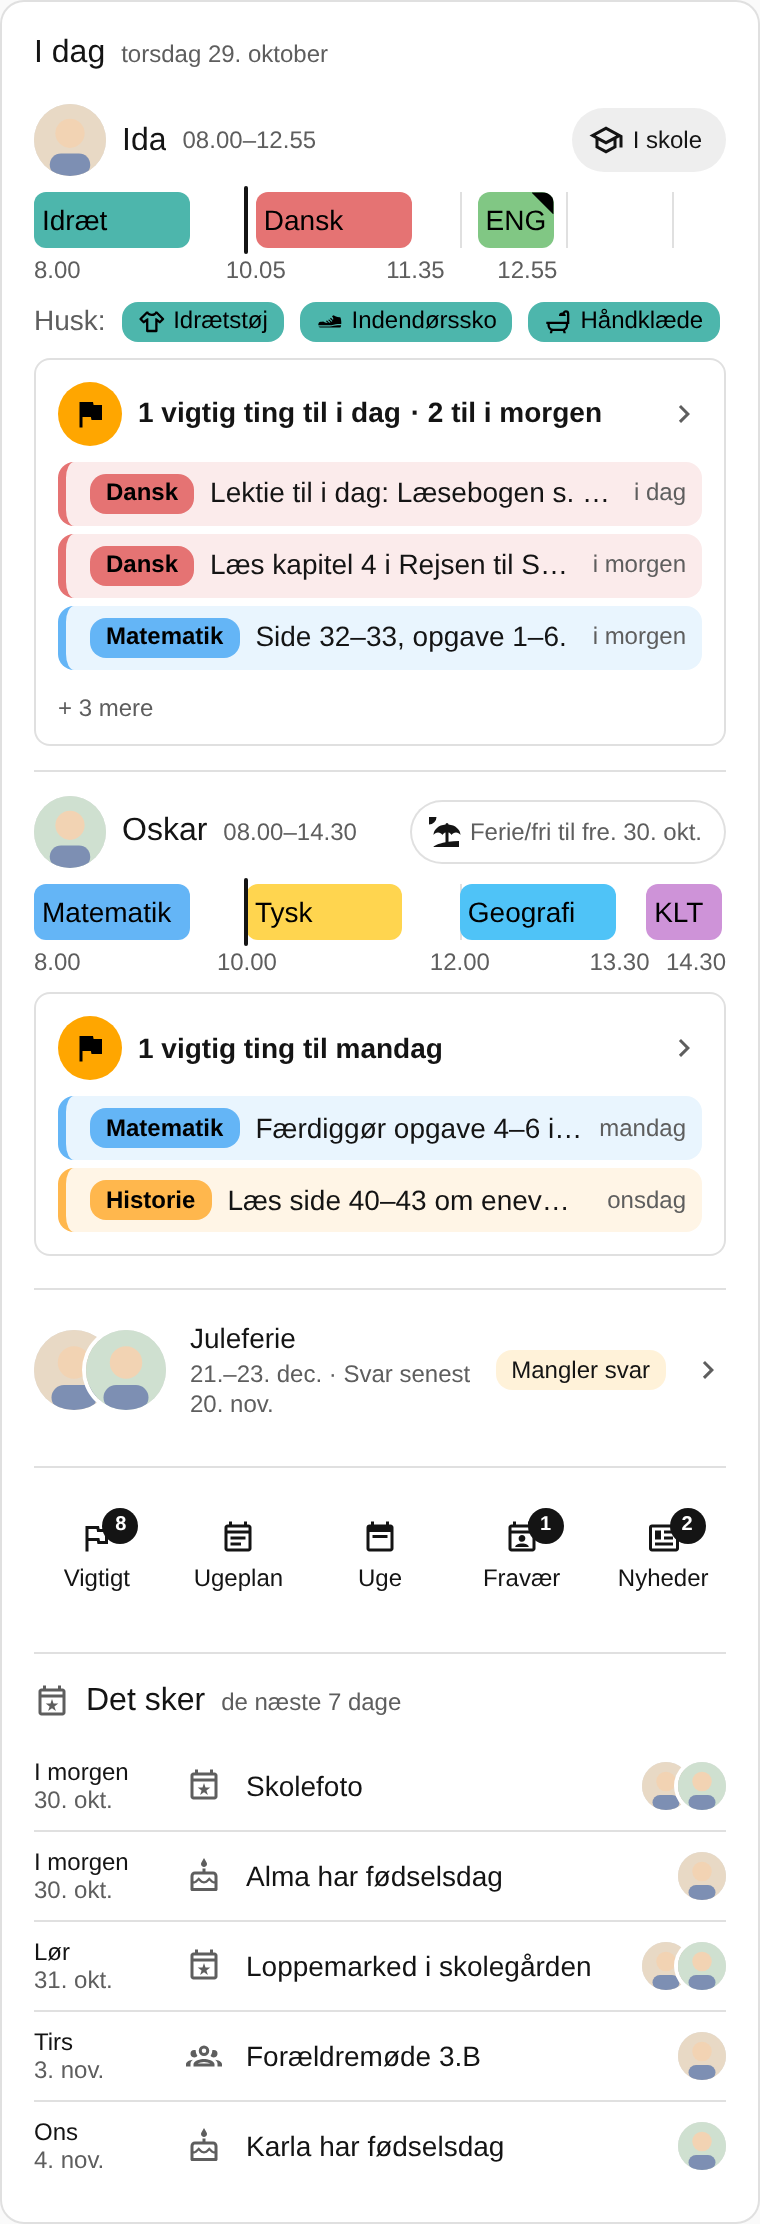 I dag torsdag 29. oktober
Ida 08.00–12.55 I skole
Idræt Dansk ENG
8.00 10.05 11.35 12.55
Husk: Idrætstøj Indendørssko Håndklæde
1 vigtig ting til i dag · 2 til i morgen
Dansk Lektie til i dag: Læsebogen s. … i dag
Dansk Læs kapitel 4 i Rejsen til S… i morgen
Matematik Side 32–33, opgave 1–6. i morgen
+ 3 mere
Oskar 08.00–14.30 Ferie/fri til fre. 30. okt.
Matematik Tysk Geografi KLT
8.00 10.00 12.00 13.30 14.30
1 vigtig ting til mandag
Matematik Færdiggør opgave 4–6 i… mandag
Historie Læs side 40–43 om enev… onsdag
Juleferie
21.–23. dec. · Svar senest
20. nov.
Mangler svar
8 1 2
Vigtigt Ugeplan Uge Fravær Nyheder
Det sker de næste 7 dage
I morgen
30. okt.
Skolefoto
I morgen
30. okt.
Alma har fødselsdag
Lør
31. okt.
Loppemarked i skolegården
Tirs
3. nov.
Forældremøde 3.B
Ons
4. nov.
Karla har fødselsdag